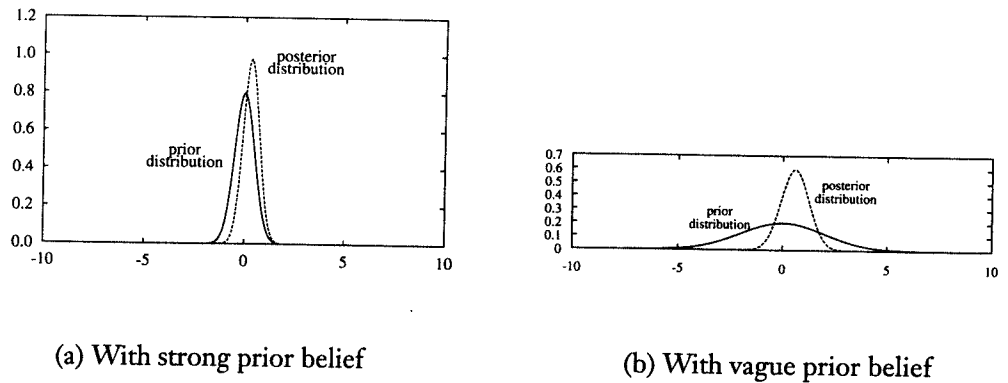 1.2
1.0
0.8
0.6
0.4
0.2
0.0
posterior
distribution
prior
distribution
-10
-5
0
5
10
(a) With strong prior belief
0.7
0.6
0.5
0.4
0.3
0.2
0.1
0
prior
distribution
posterior
distribution
-10
-5
0
5
10
(b) With vague prior belief